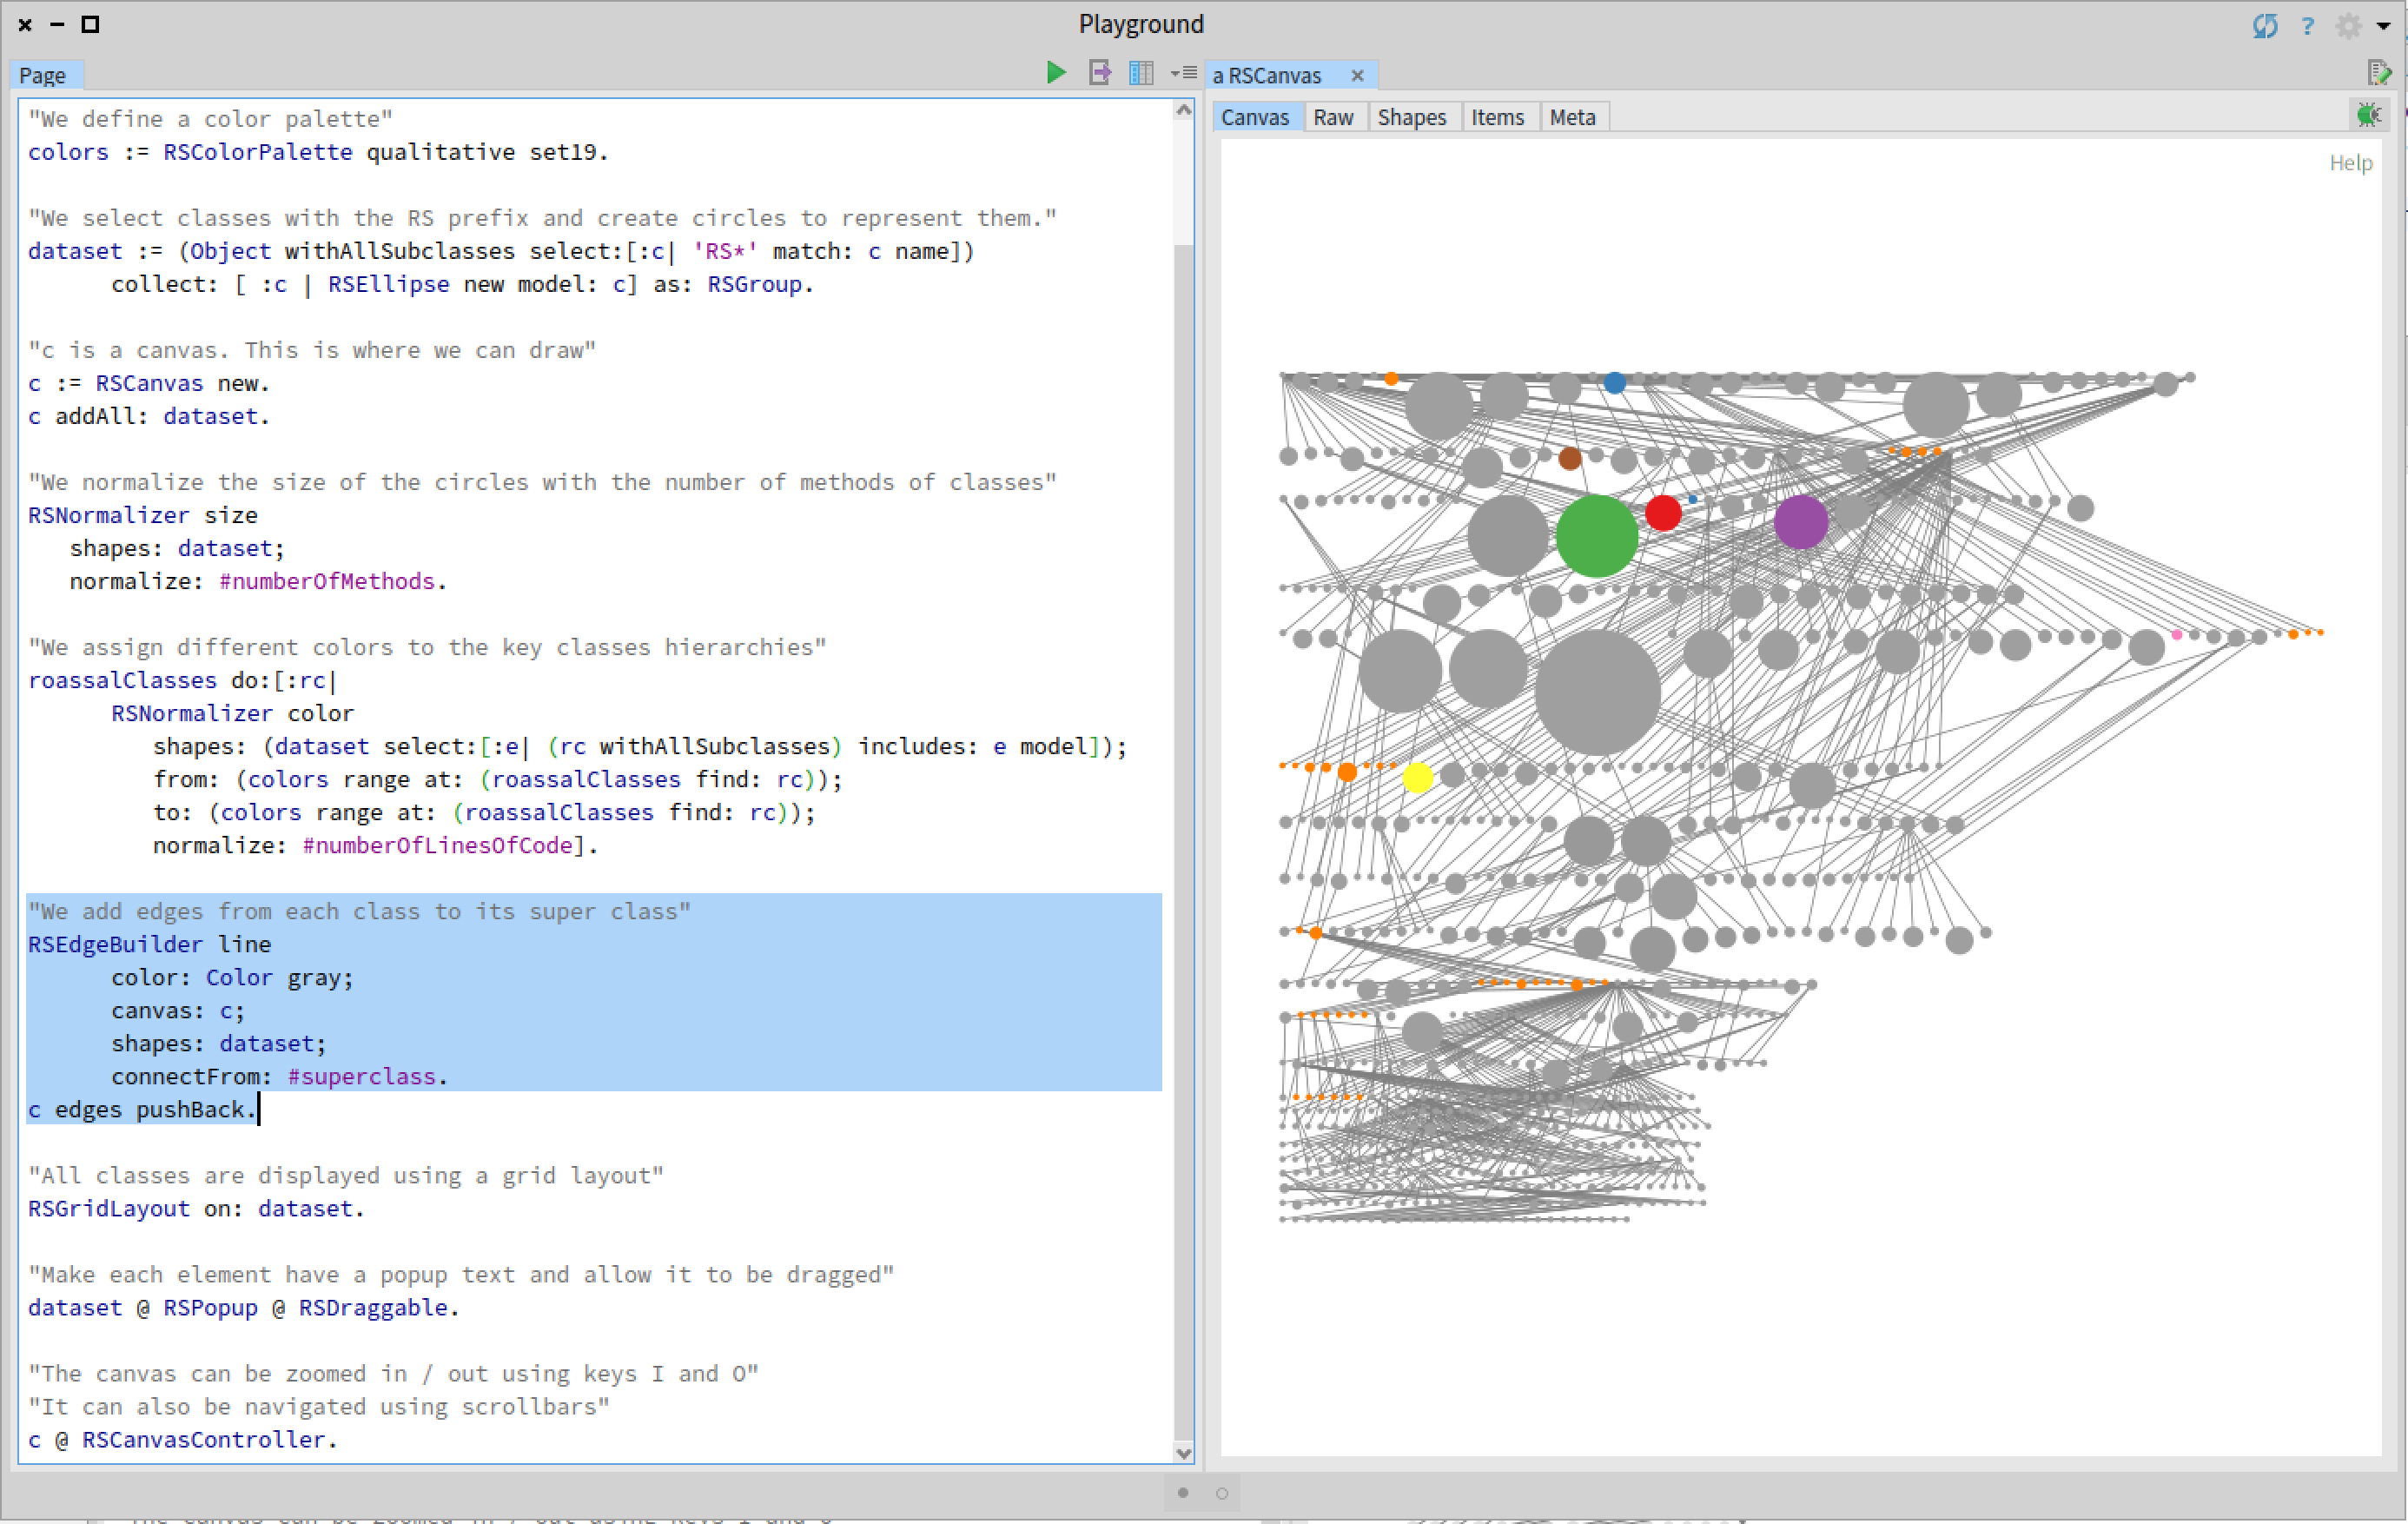 Playground
?
Page
a RSCanvas
Canvas Raw Shapes Items Meta
Help
"We define a color palette"
colors := RSColorPalette qualitative set19.
"We select classes with the RS prefix and create circles to represent them."
dataset := (Object withAllSubclasses select:[:c| 'RS*' match: c name])
collect: [ :c | RSEllipse new model: c] as: RSGroup.
"c is a canvas. This is where we can draw"
c := RSCanvas new.
c addAll: dataset.
"We normalize the size of the circles with the number of methods of classes"
RSNormalizer size
shapes: dataset;
normalize: #numberOfMethods.
"We assign different colors to the key classes hierarchies"
roassalClasses do:[:rc|
RSNormalizer color
shapes: (dataset select:[:e| (rc withAllSubclasses) includes: e model]);
from: (colors range at: (roassalClasses find: rc));
to: (colors range at: (roassalClasses find: rc));
normalize: #numberOfLinesOfCode].
"We add edges from each class to its super class"
RSEdgeBuilder line
color: Color gray;
canvas: c;
shapes: dataset;
connectFrom: #superclass.
c edges pushBack.
"All classes are displayed using a grid layout"
RSGridLayout on: dataset.
"Make each element have a popup text and allow it to be dragged"
dataset @ RSPopup @ RSDraggable.
"The canvas can be zoomed in / out using keys I and O"
"It can also be navigated using scrollbars"
c @ RSCanvasController.